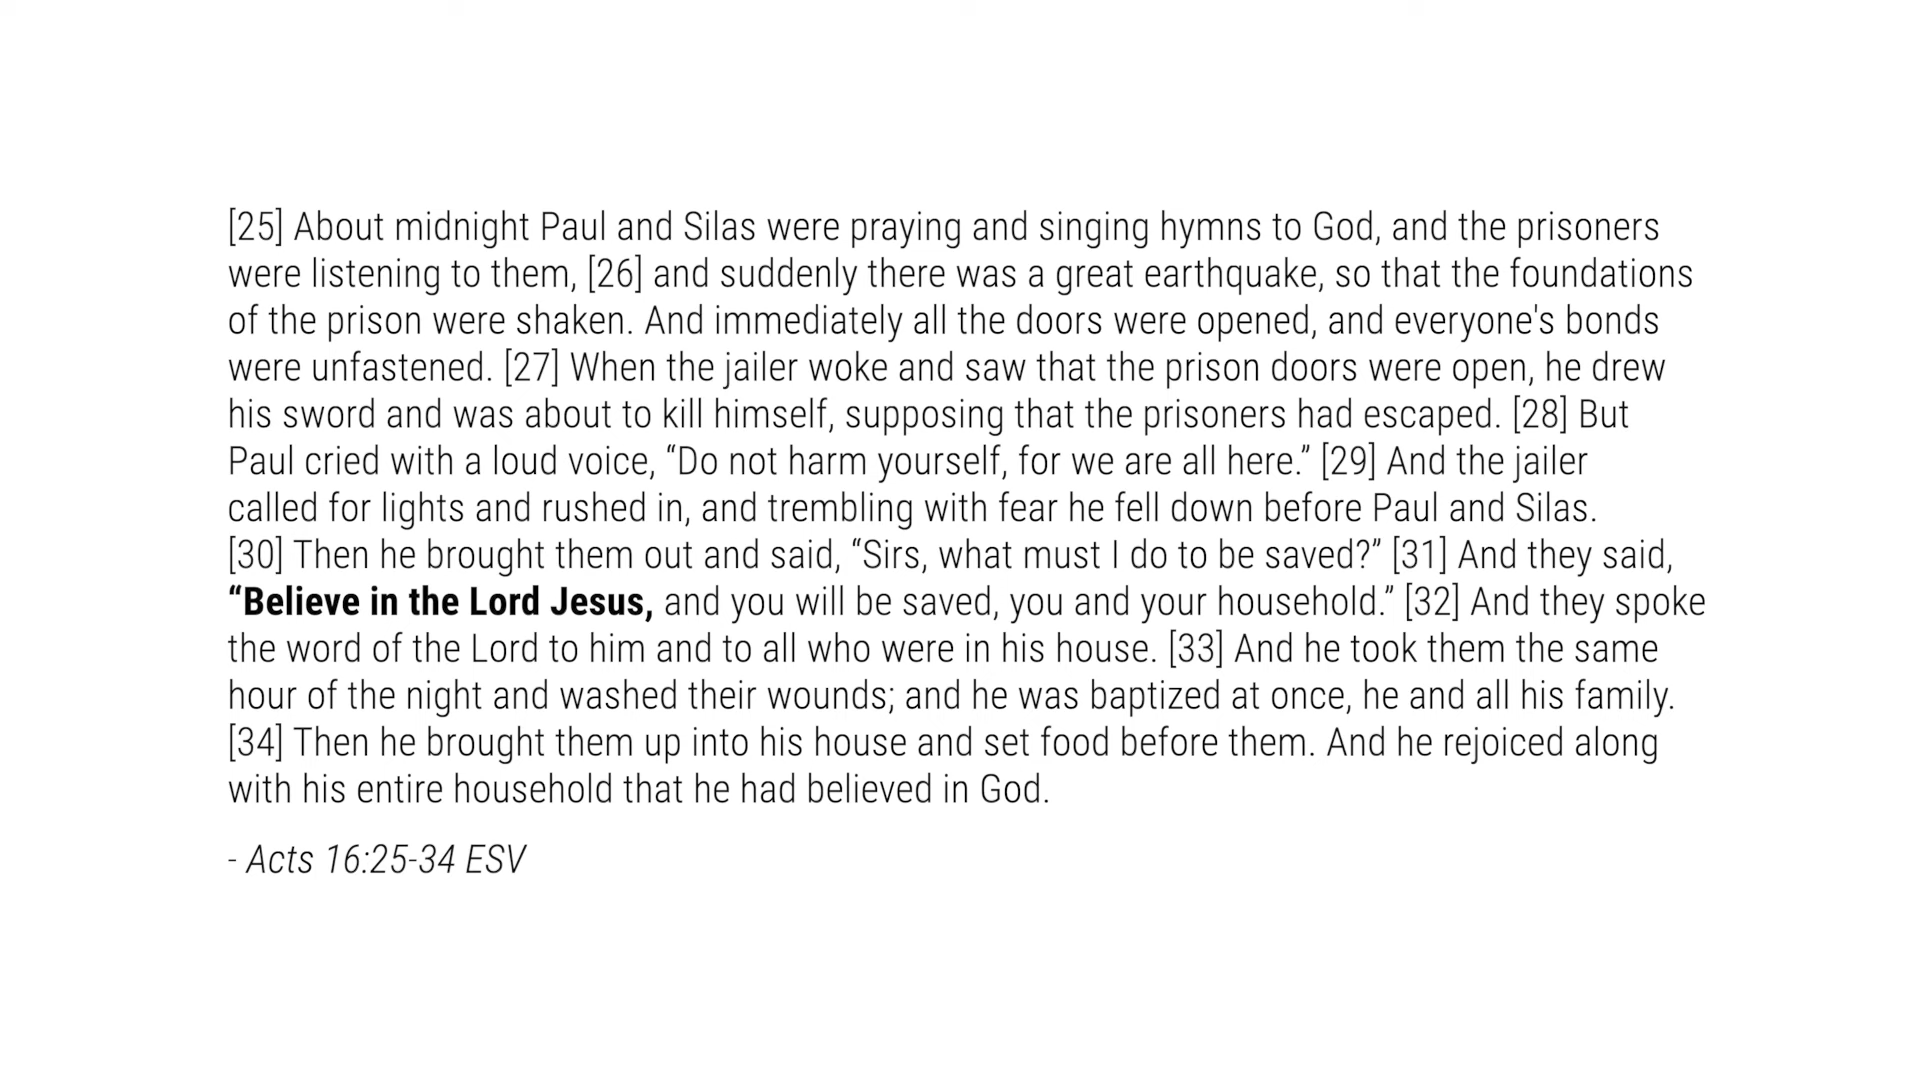 [25] About midnight Paul and Silas were praying and singing hymns to God, and the prisoners
were listening to them, [26] and suddenly there was a great earthquake, so that the foundations
of the prison were shaken. And immediately all the doors were opened, and everyone's bonds
were unfastened. [27] When the jailer woke and saw that the prison doors were open, he drew
his sword and was about to kill himself, supposing that the prisoners had escaped. [28] But
Paul cried with a loud voice, “Do not harm yourself, for we are all here.” [29] And the jailer
called for lights and rushed in, and trembling with fear he fell down before Paul and Silas.
[30] Then he brought them out and said, “Sirs, what must I do to be saved?” [31] And they said,
“Believe in the Lord Jesus, and you will be saved, you and your household.” [32] And they spoke
the word of the Lord to him and to all who were in his house. [33] And he took them the same
hour of the night and washed their wounds; and he was baptized at once, he and all his family.
[34] Then he brought them up into his house and set food before them. And he rejoiced along
with his entire household that he had believed in God.
- Acts 16:25-34 ESV